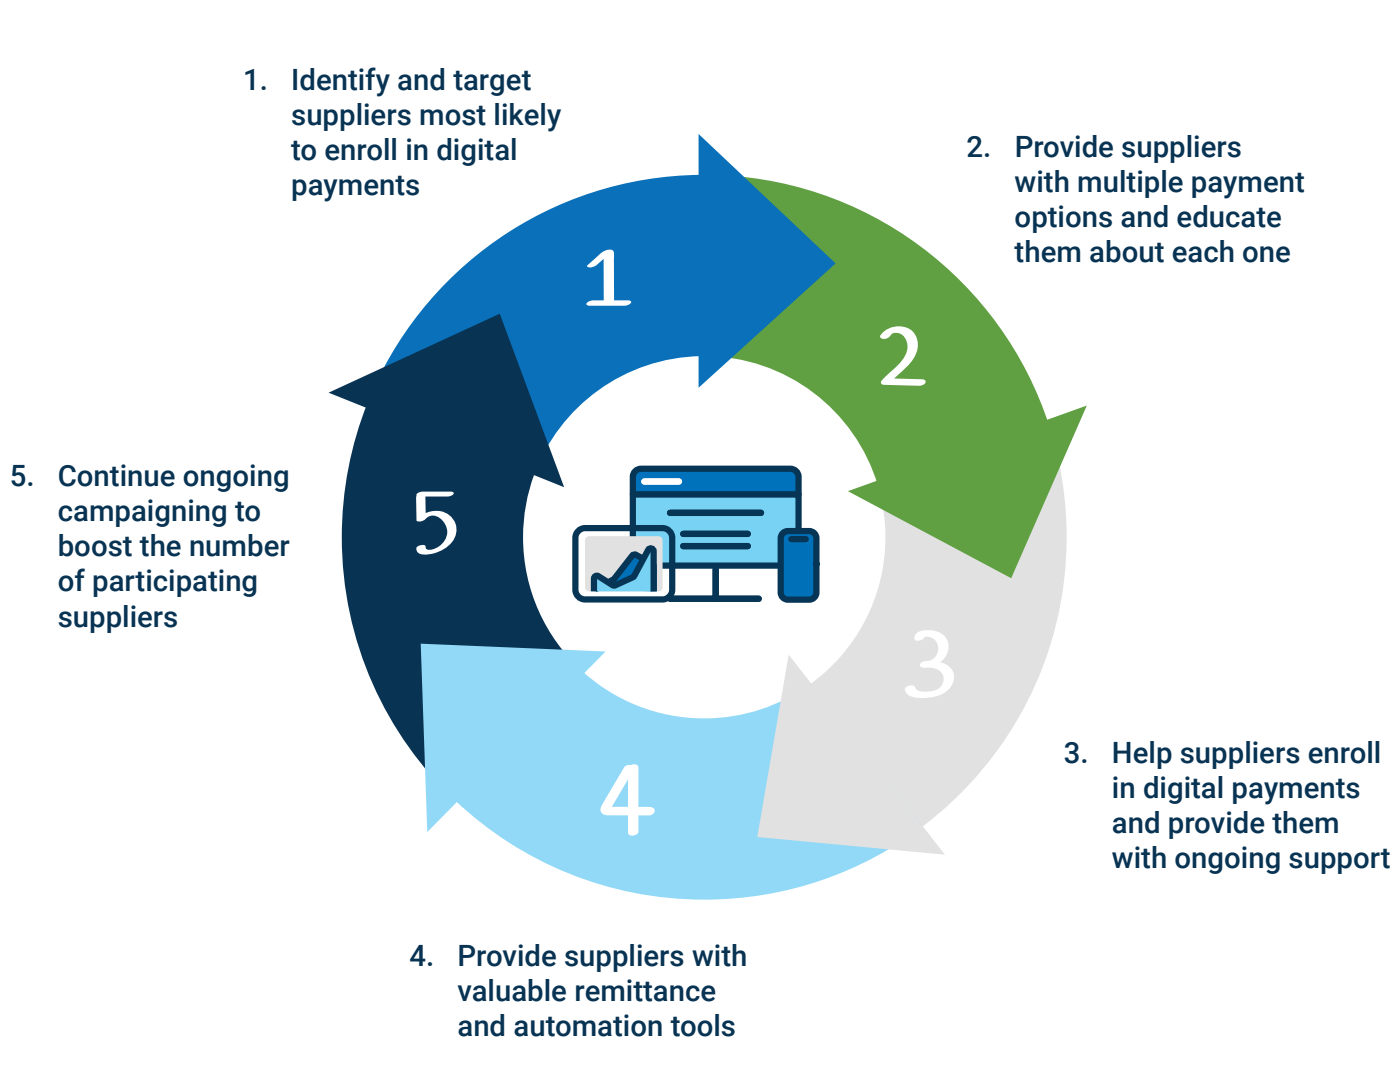 1. Identify and target
suppliers most likely
to enroll in digital
payments
2. Provide suppliers
with multiple payment
options and educate
them about each one
1
2
5. Continue ongoing
campaigning to
boost the number
of participating
suppliers
5
3
3. Help suppliers enroll
in digital payments
and provide them
with ongoing support
4
4. Provide suppliers with
valuable remittance
and automation tools